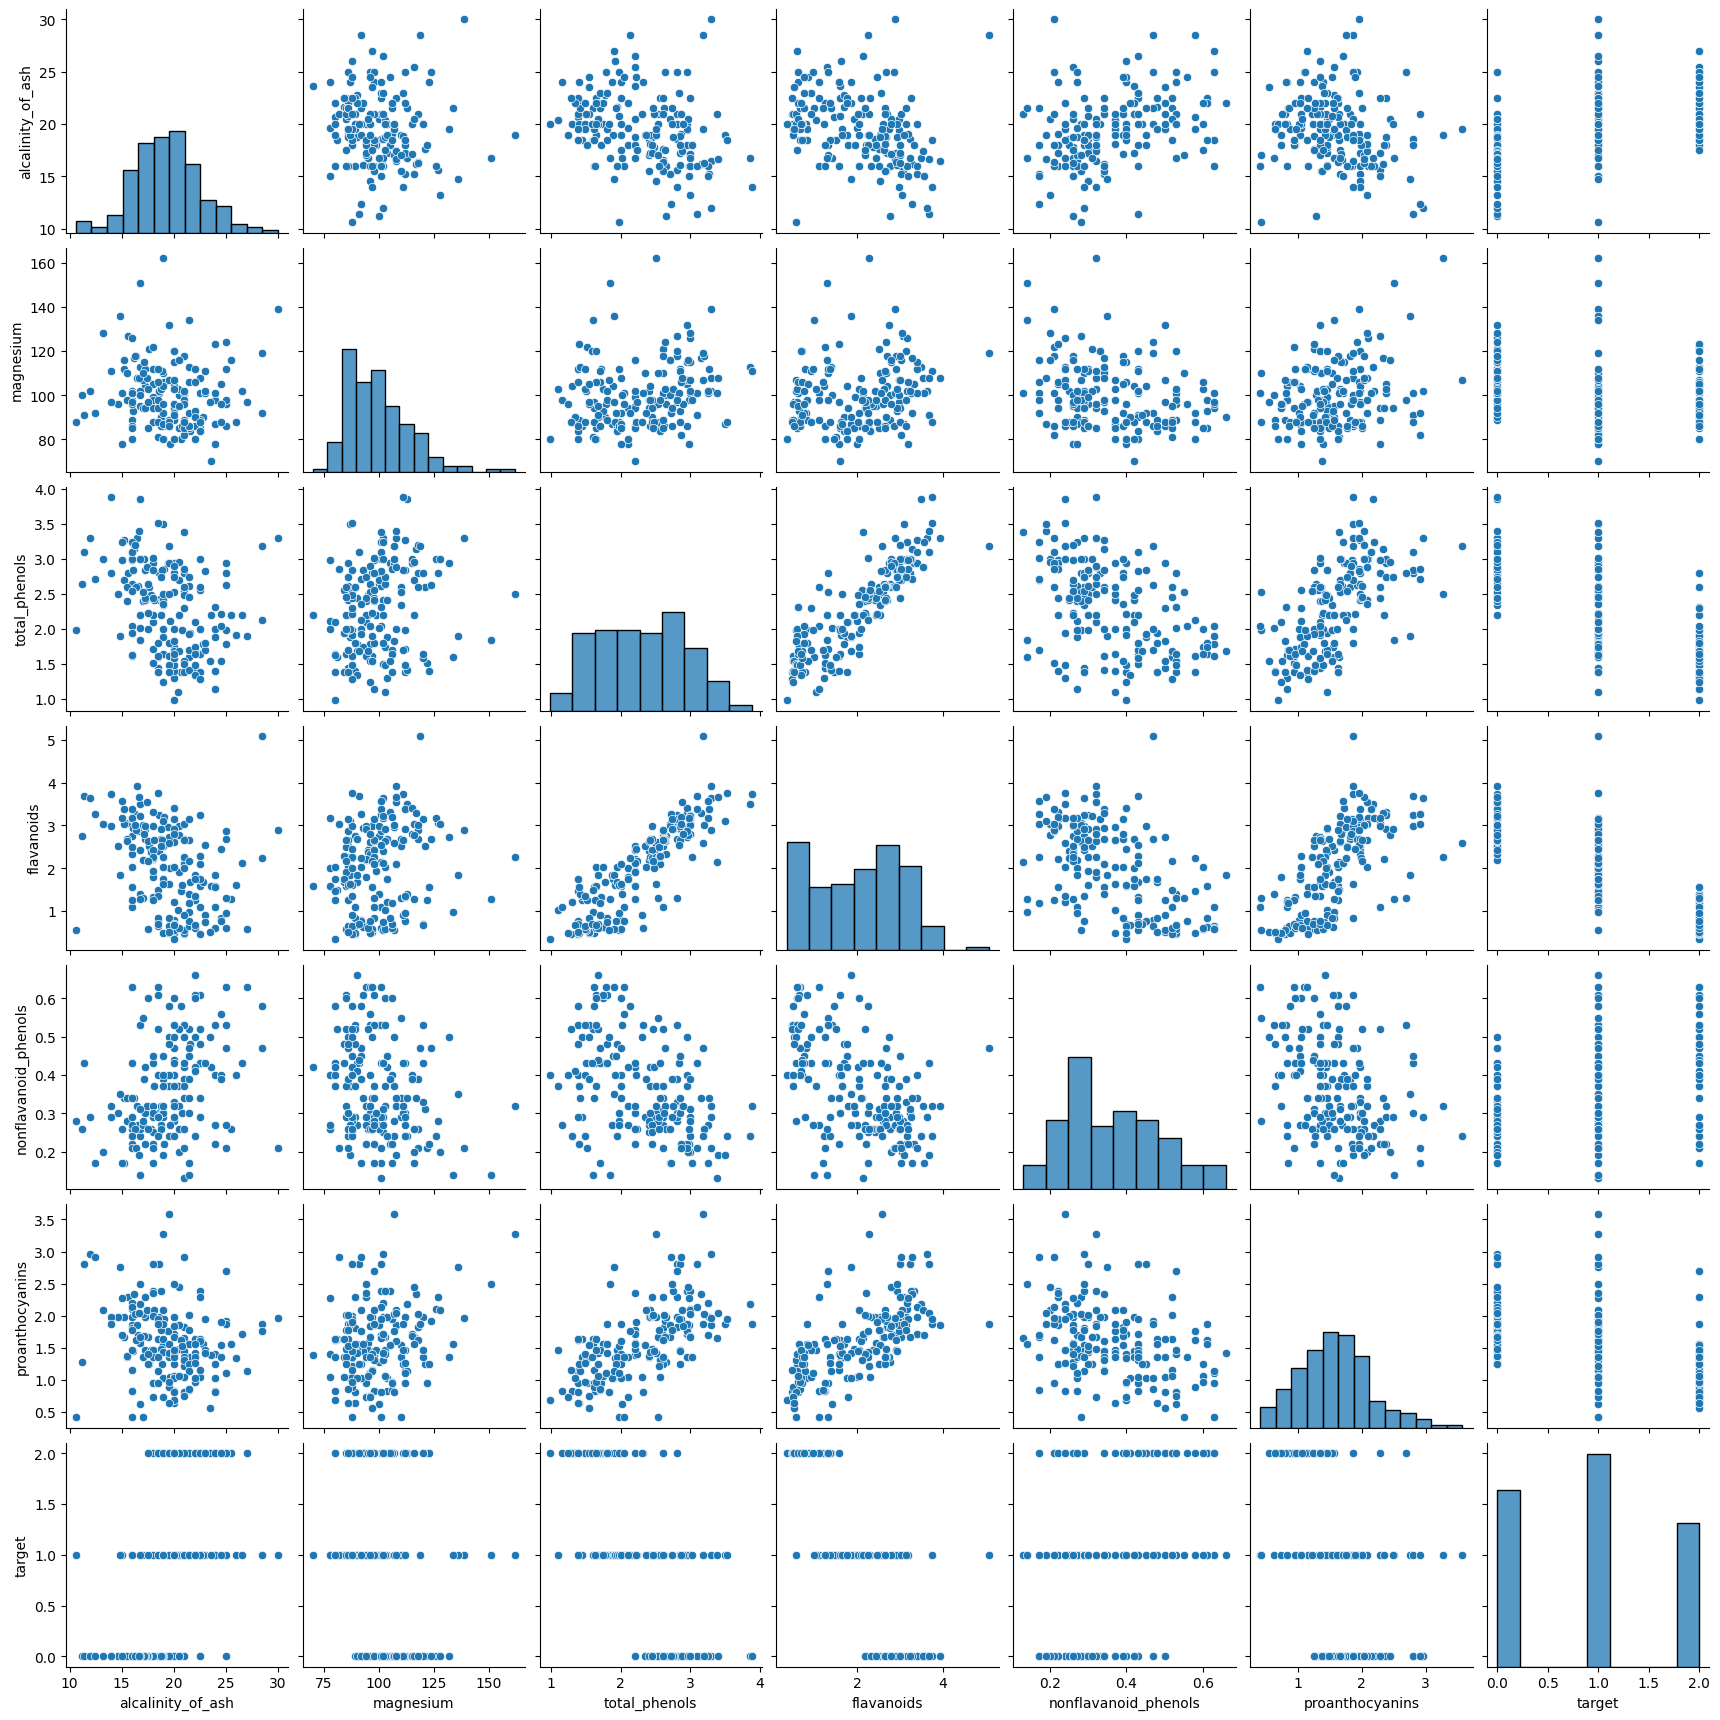 30
25
20
15
10
alcalinity_of_ash
160
140
120
100
80
magnesium
4.0
3.5
3.0
2.5
2.0
1.5
1.0
total_phenols
5
4
3
2
1
flavanoids
0.6
0.5
0.4
0.3
0.2
nonflavanoid_phenols
3.5
3.0
2.5
2.0
1.5
1.0
0.5
proanthocyanins
2.0
1.5
1.0
0.5
0.0
target
10 15 20 25 30
75 100 125 150
1 2 3 4
2 4
0.2 0.4 0.6
1 2 3
0.0 0.5 1.0 1.5 2.0
alcalinity_of_ash
magnesium
total_phenols
flavanoids
nonflavanoid_phenols
proanthocyanins
target